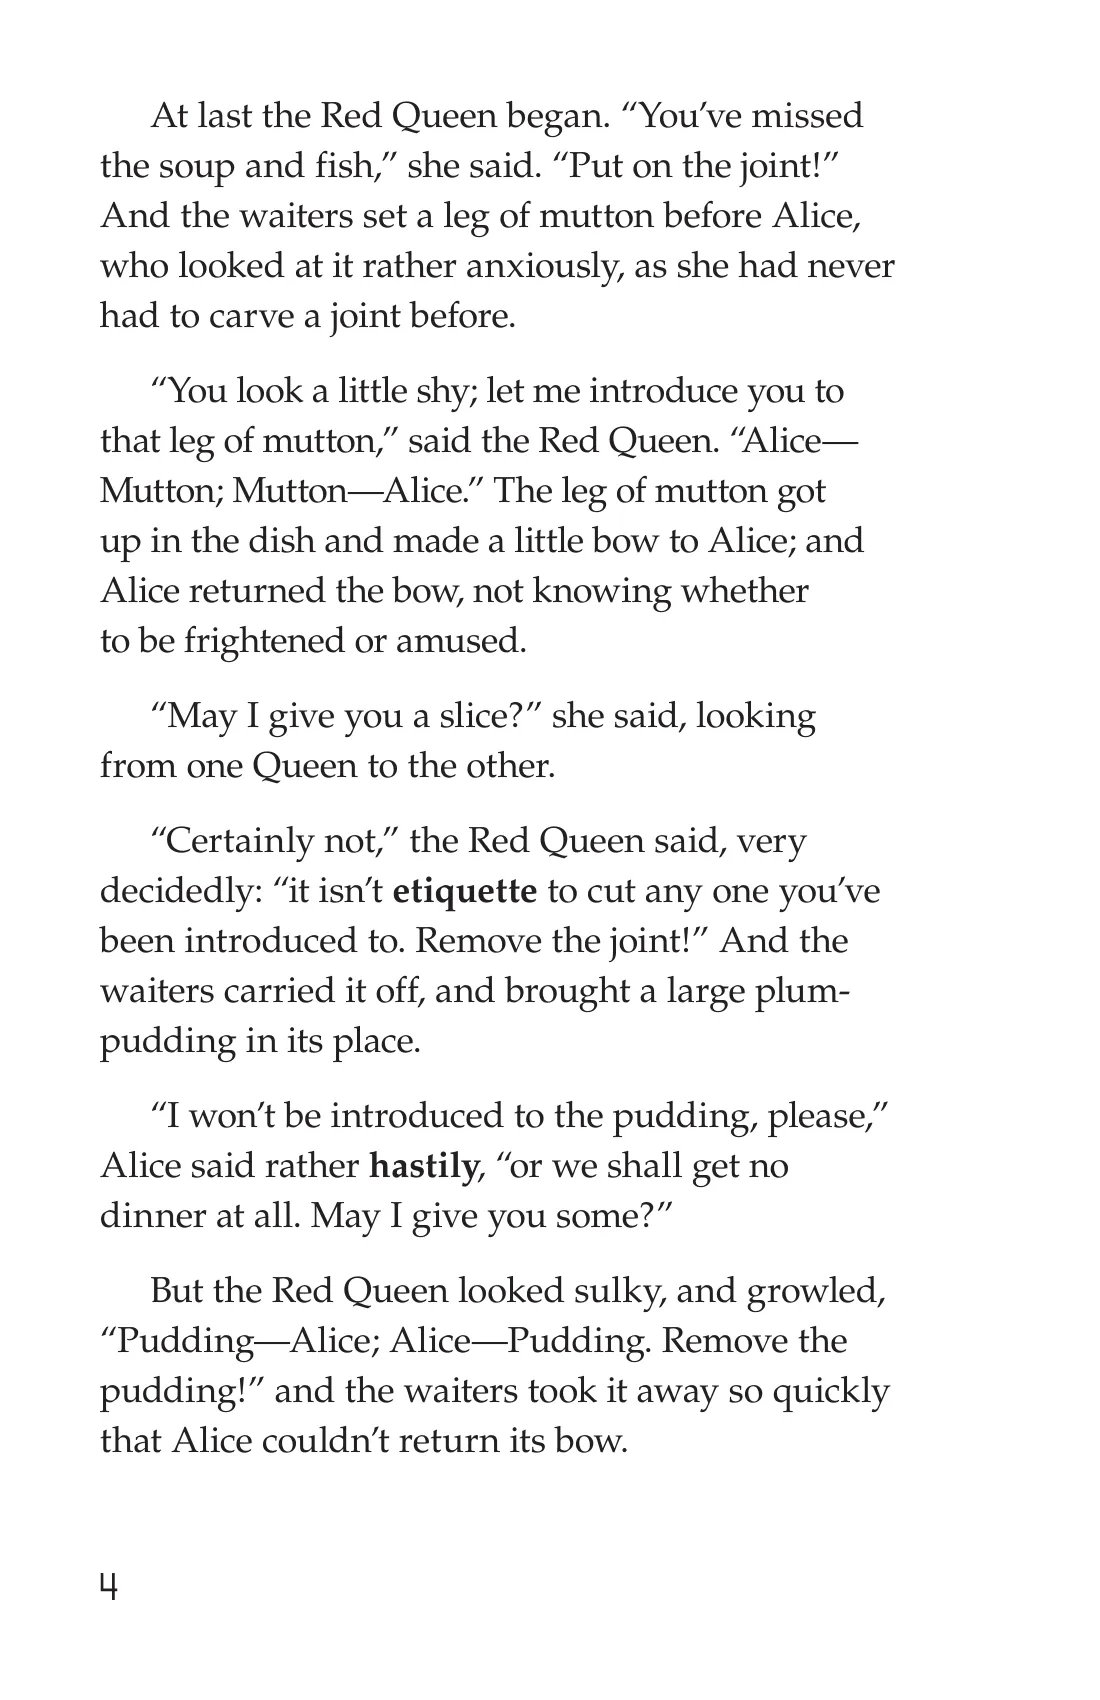 At last the Red Queen began. “You’ve missed
the soup and fish,” she said. “Put on the joint!”
And the waiters set a leg of mutton before Alice,
who looked at it rather anxiously, as she had never
had to carve a joint before.
“You look a little shy; let me introduce you to
that leg of mutton,” said the Red Queen. “Alice—
Mutton; Mutton—Alice.” The leg of mutton got
up in the dish and made a little bow to Alice; and
Alice returned the bow, not knowing whether
to be frightened or amused.
“May I give you a slice?” she said, looking
from one Queen to the other.
“Certainly not,” the Red Queen said, very
decidedly: “it isn’t etiquette to cut any one you’ve
been introduced to. Remove the joint!” And the
waiters carried it off, and brought a large plum-
pudding in its place.
“I won’t be introduced to the pudding, please,”
Alice said rather hastily, “or we shall get no
dinner at all. May I give you some?”
But the Red Queen looked sulky, and growled,
“Pudding—Alice; Alice—Pudding. Remove the
pudding!” and the waiters took it away so quickly
that Alice couldn’t return its bow.
4